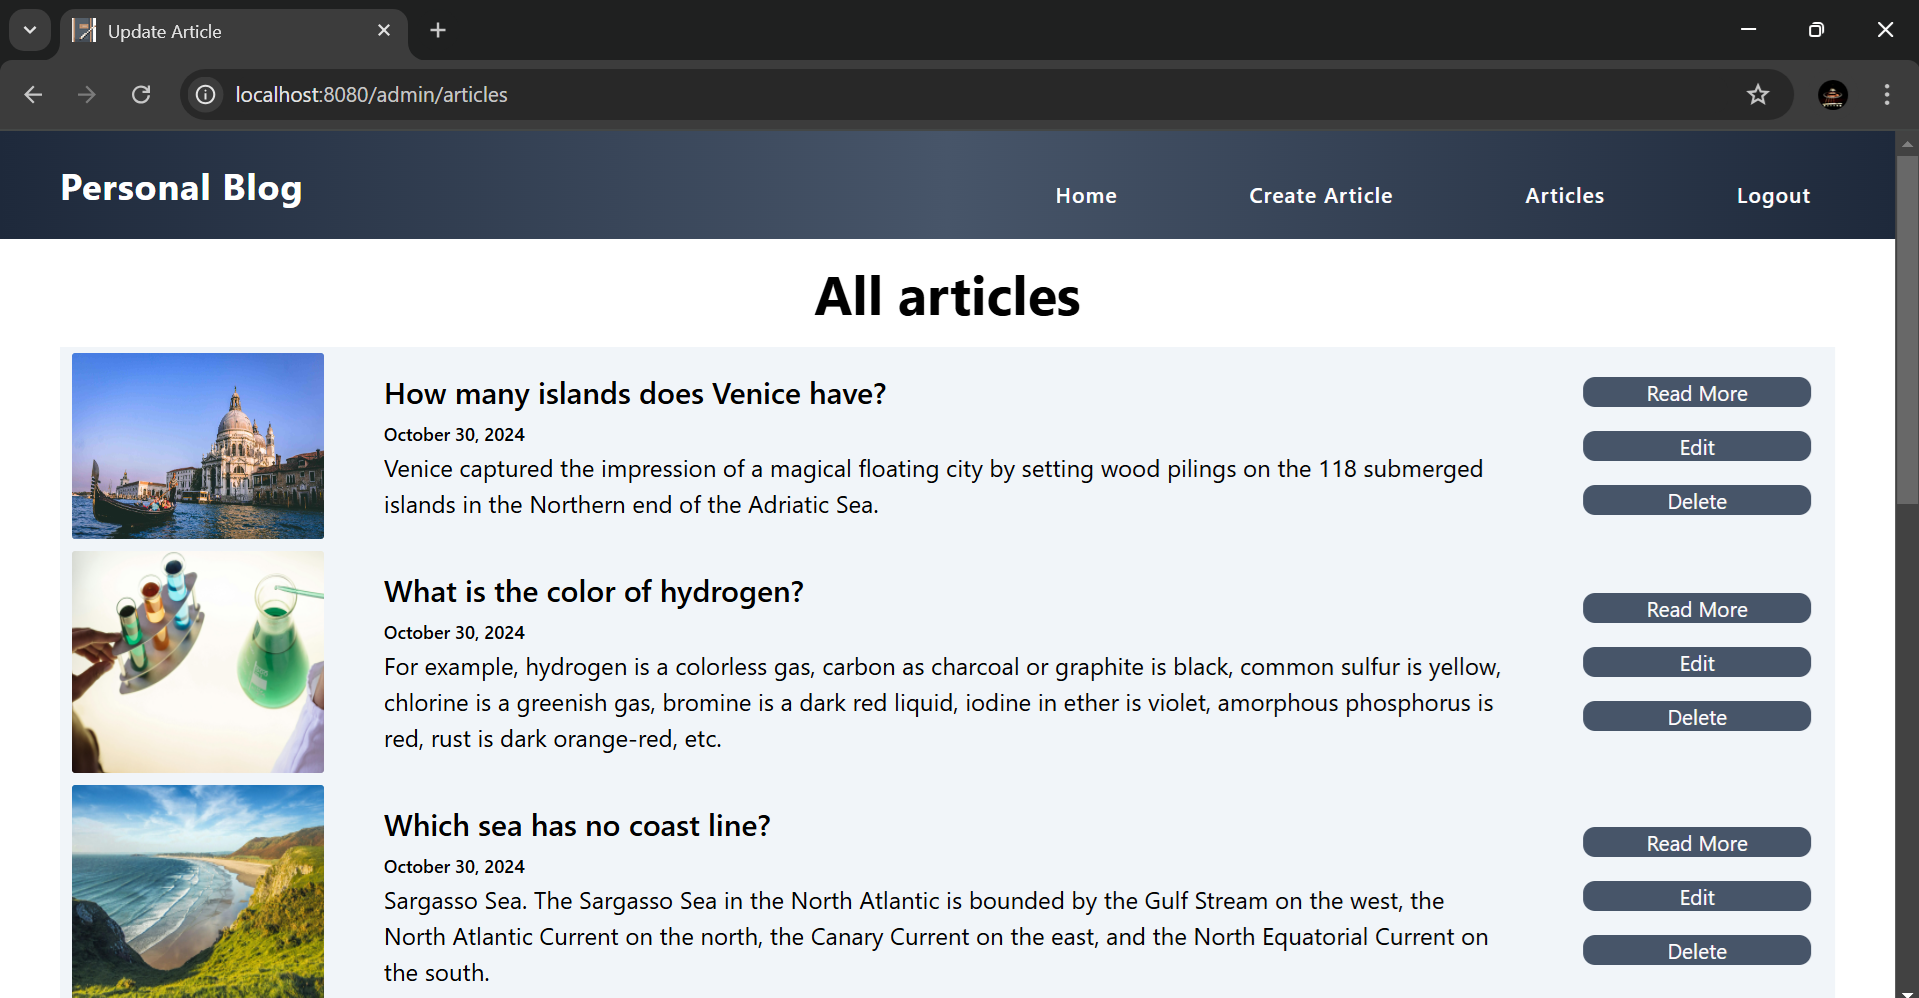 Update Article
localhost:8080/admin/articles
Personal Blog
Home
Create Article
Articles
Logout
All articles
How many islands does Venice have?
October 30, 2024
Venice captured the impression of a magical floating city by setting wood pilings on the 118 submerged
islands in the Northern end of the Adriatic Sea.
Read More
Edit
Delete
What is the color of hydrogen?
October 30, 2024
For example, hydrogen is a colorless gas, carbon as charcoal or graphite is black, common sulfur is yellow,
chlorine is a greenish gas, bromine is a dark red liquid, iodine in ether is violet, amorphous phosphorus is
red, rust is dark orange-red, etc.
Read More
Edit
Delete
Which sea has no coast line?
October 30, 2024
Sargasso Sea. The Sargasso Sea in the North Atlantic is bounded by the Gulf Stream on the west, the
North Atlantic Current on the north, the Canary Current on the east, and the North Equatorial Current on
the south.
Read More
Edit
Delete